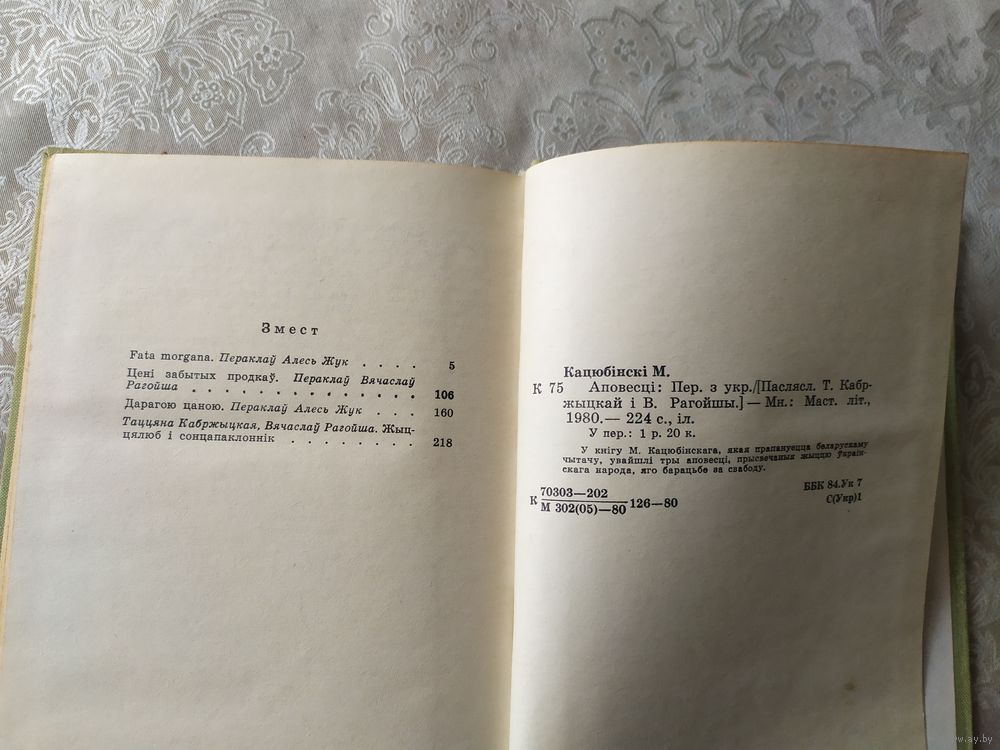 Змест
Fata morgana. Пераклаў Алесь Жук . . . . 5
Цені забытых продкаў. Пераклаў Вячаслаў
Рагойша . . . . . . . . . . . . . 106
Дарагою цаною. Пераклаў Алесь Жук . . . 160
Таццяна Кабржыцкая, Вячаслаў Рагойша. Жыц-
цялюб і сонцапаклоннік . . . . . . . 218
Кацюбінскі М.
К 75 Аповесці: Пер. з укр./[Паслясл. Т. Кабр-
жыцкай і В. Рагойшы.] — Мн.: Маст. літ.,
1980.— 224 с., іл.
У пер.: 1 р. 20 к.
У кнігу М. Кацюбінскага, якая прапануецца беларускаму
чытачу, увайшлі тры аповесці, прысвечаныя жыццю ўкраін-
скага народа, яго барацьбе за свабоду.
К 70303—202
М 302(05)—80 126—80
ББК 84.Ук 7
С(Укр)1
www.ay.by